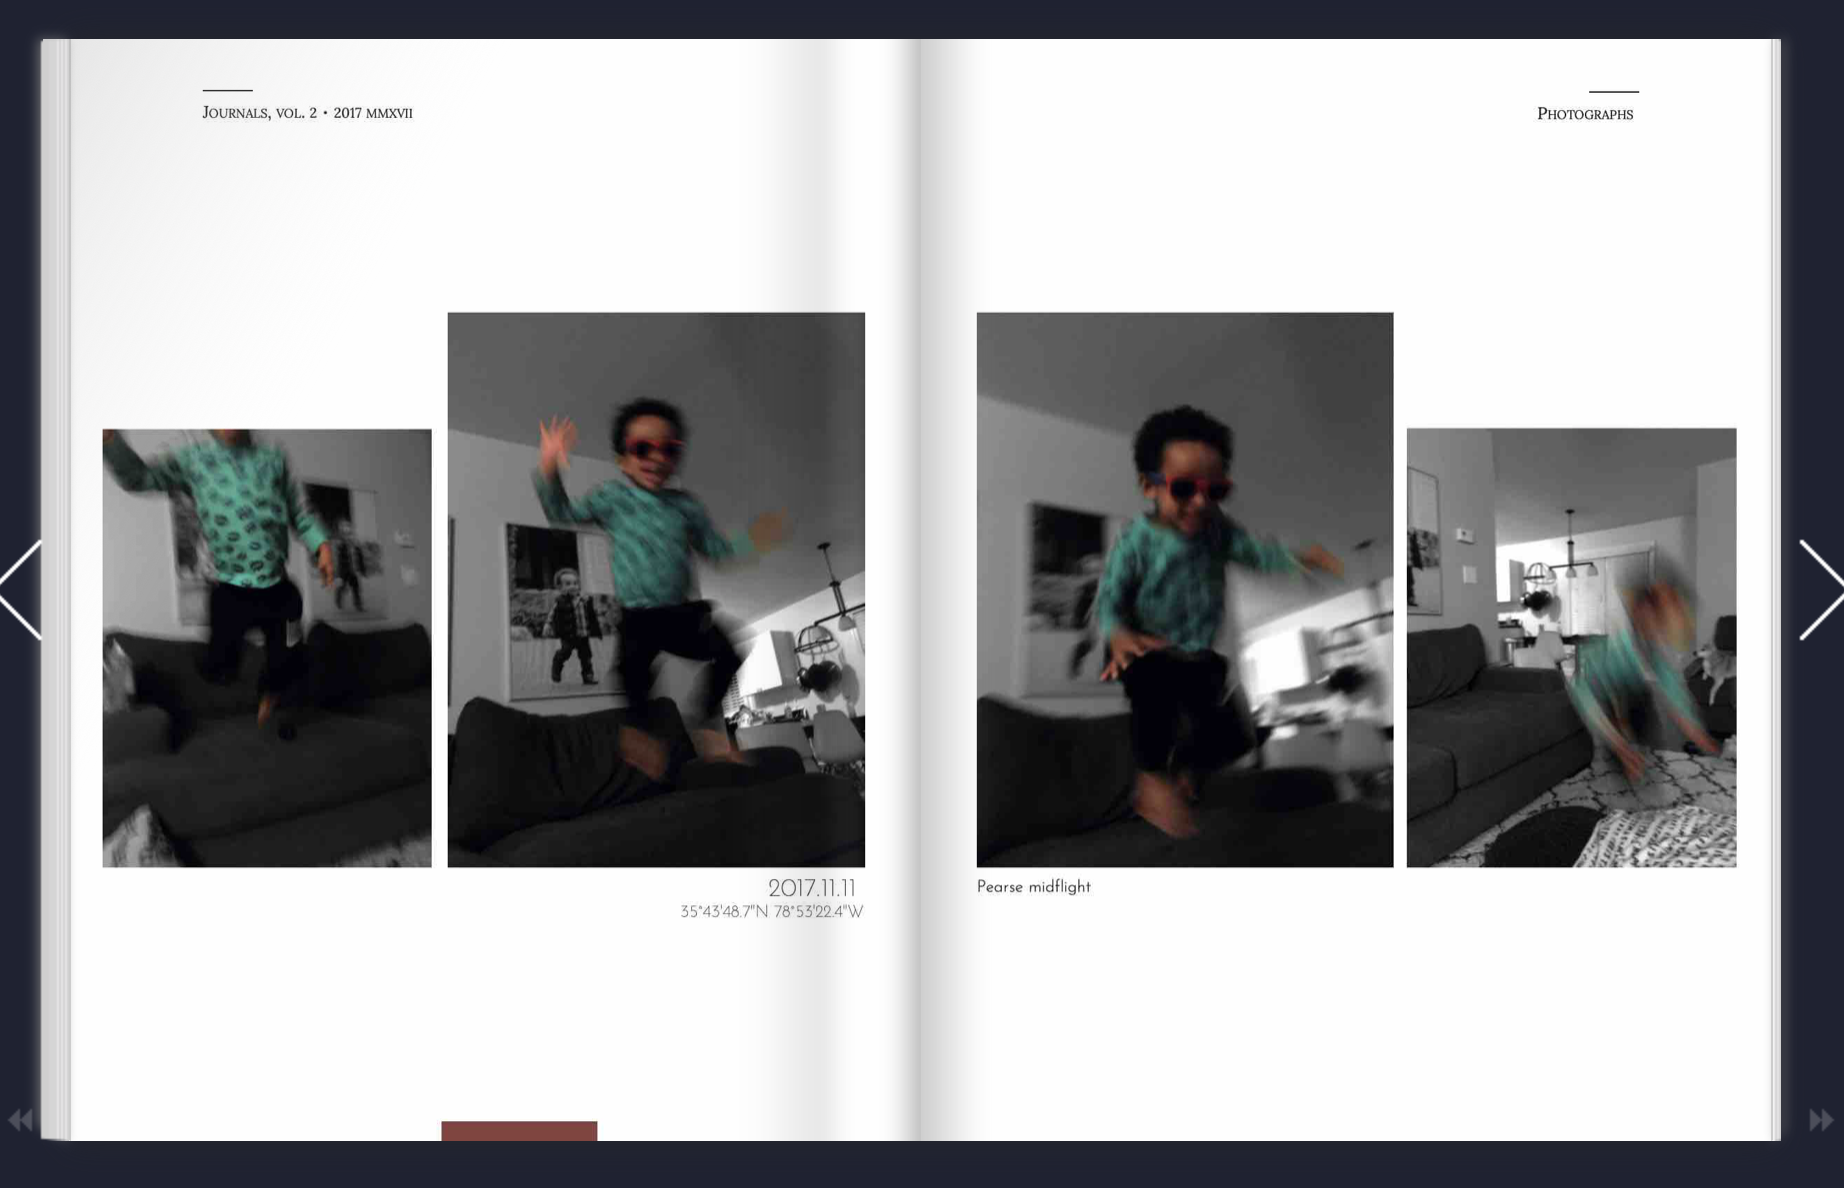 Journals, vol. 2 • 2017 mmxvii
Photographs
2017.11.11
35°43'48.7"N 78°53'22.4"W
Pearse midflight